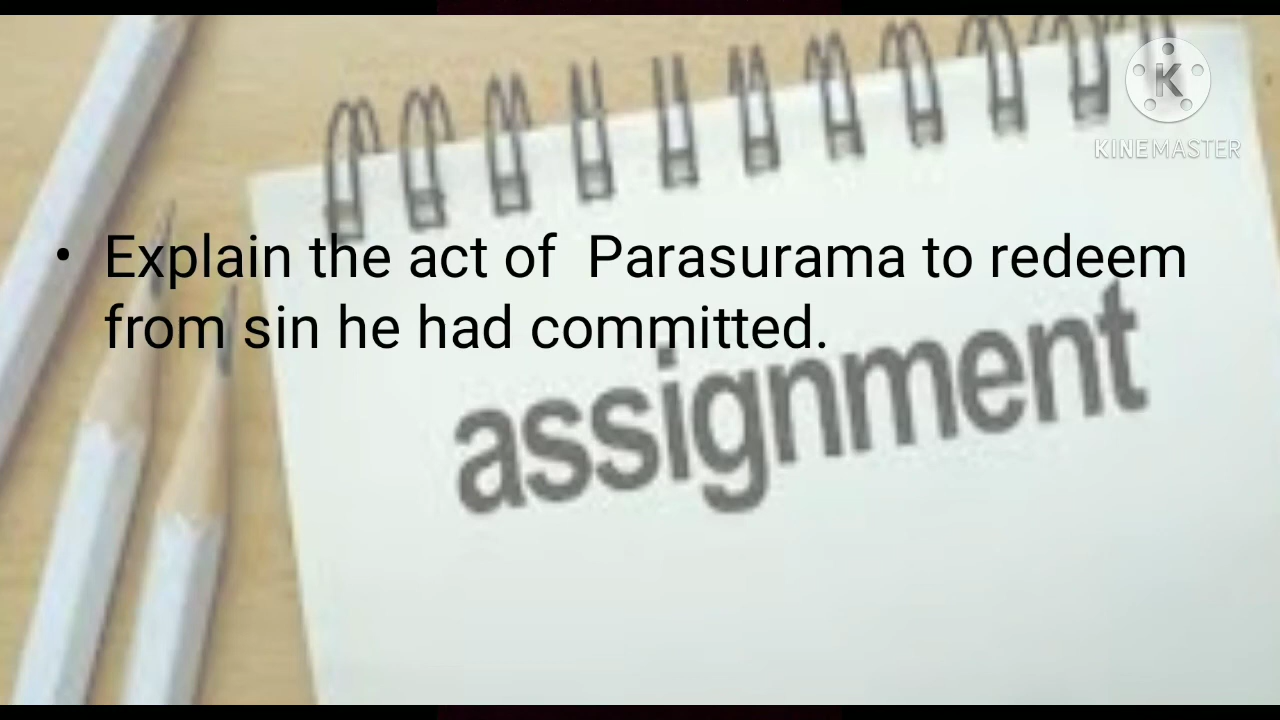 K
KINEMASTER
• Explain the act of  Parasurama to redeem
from sin he had committed.
assignment